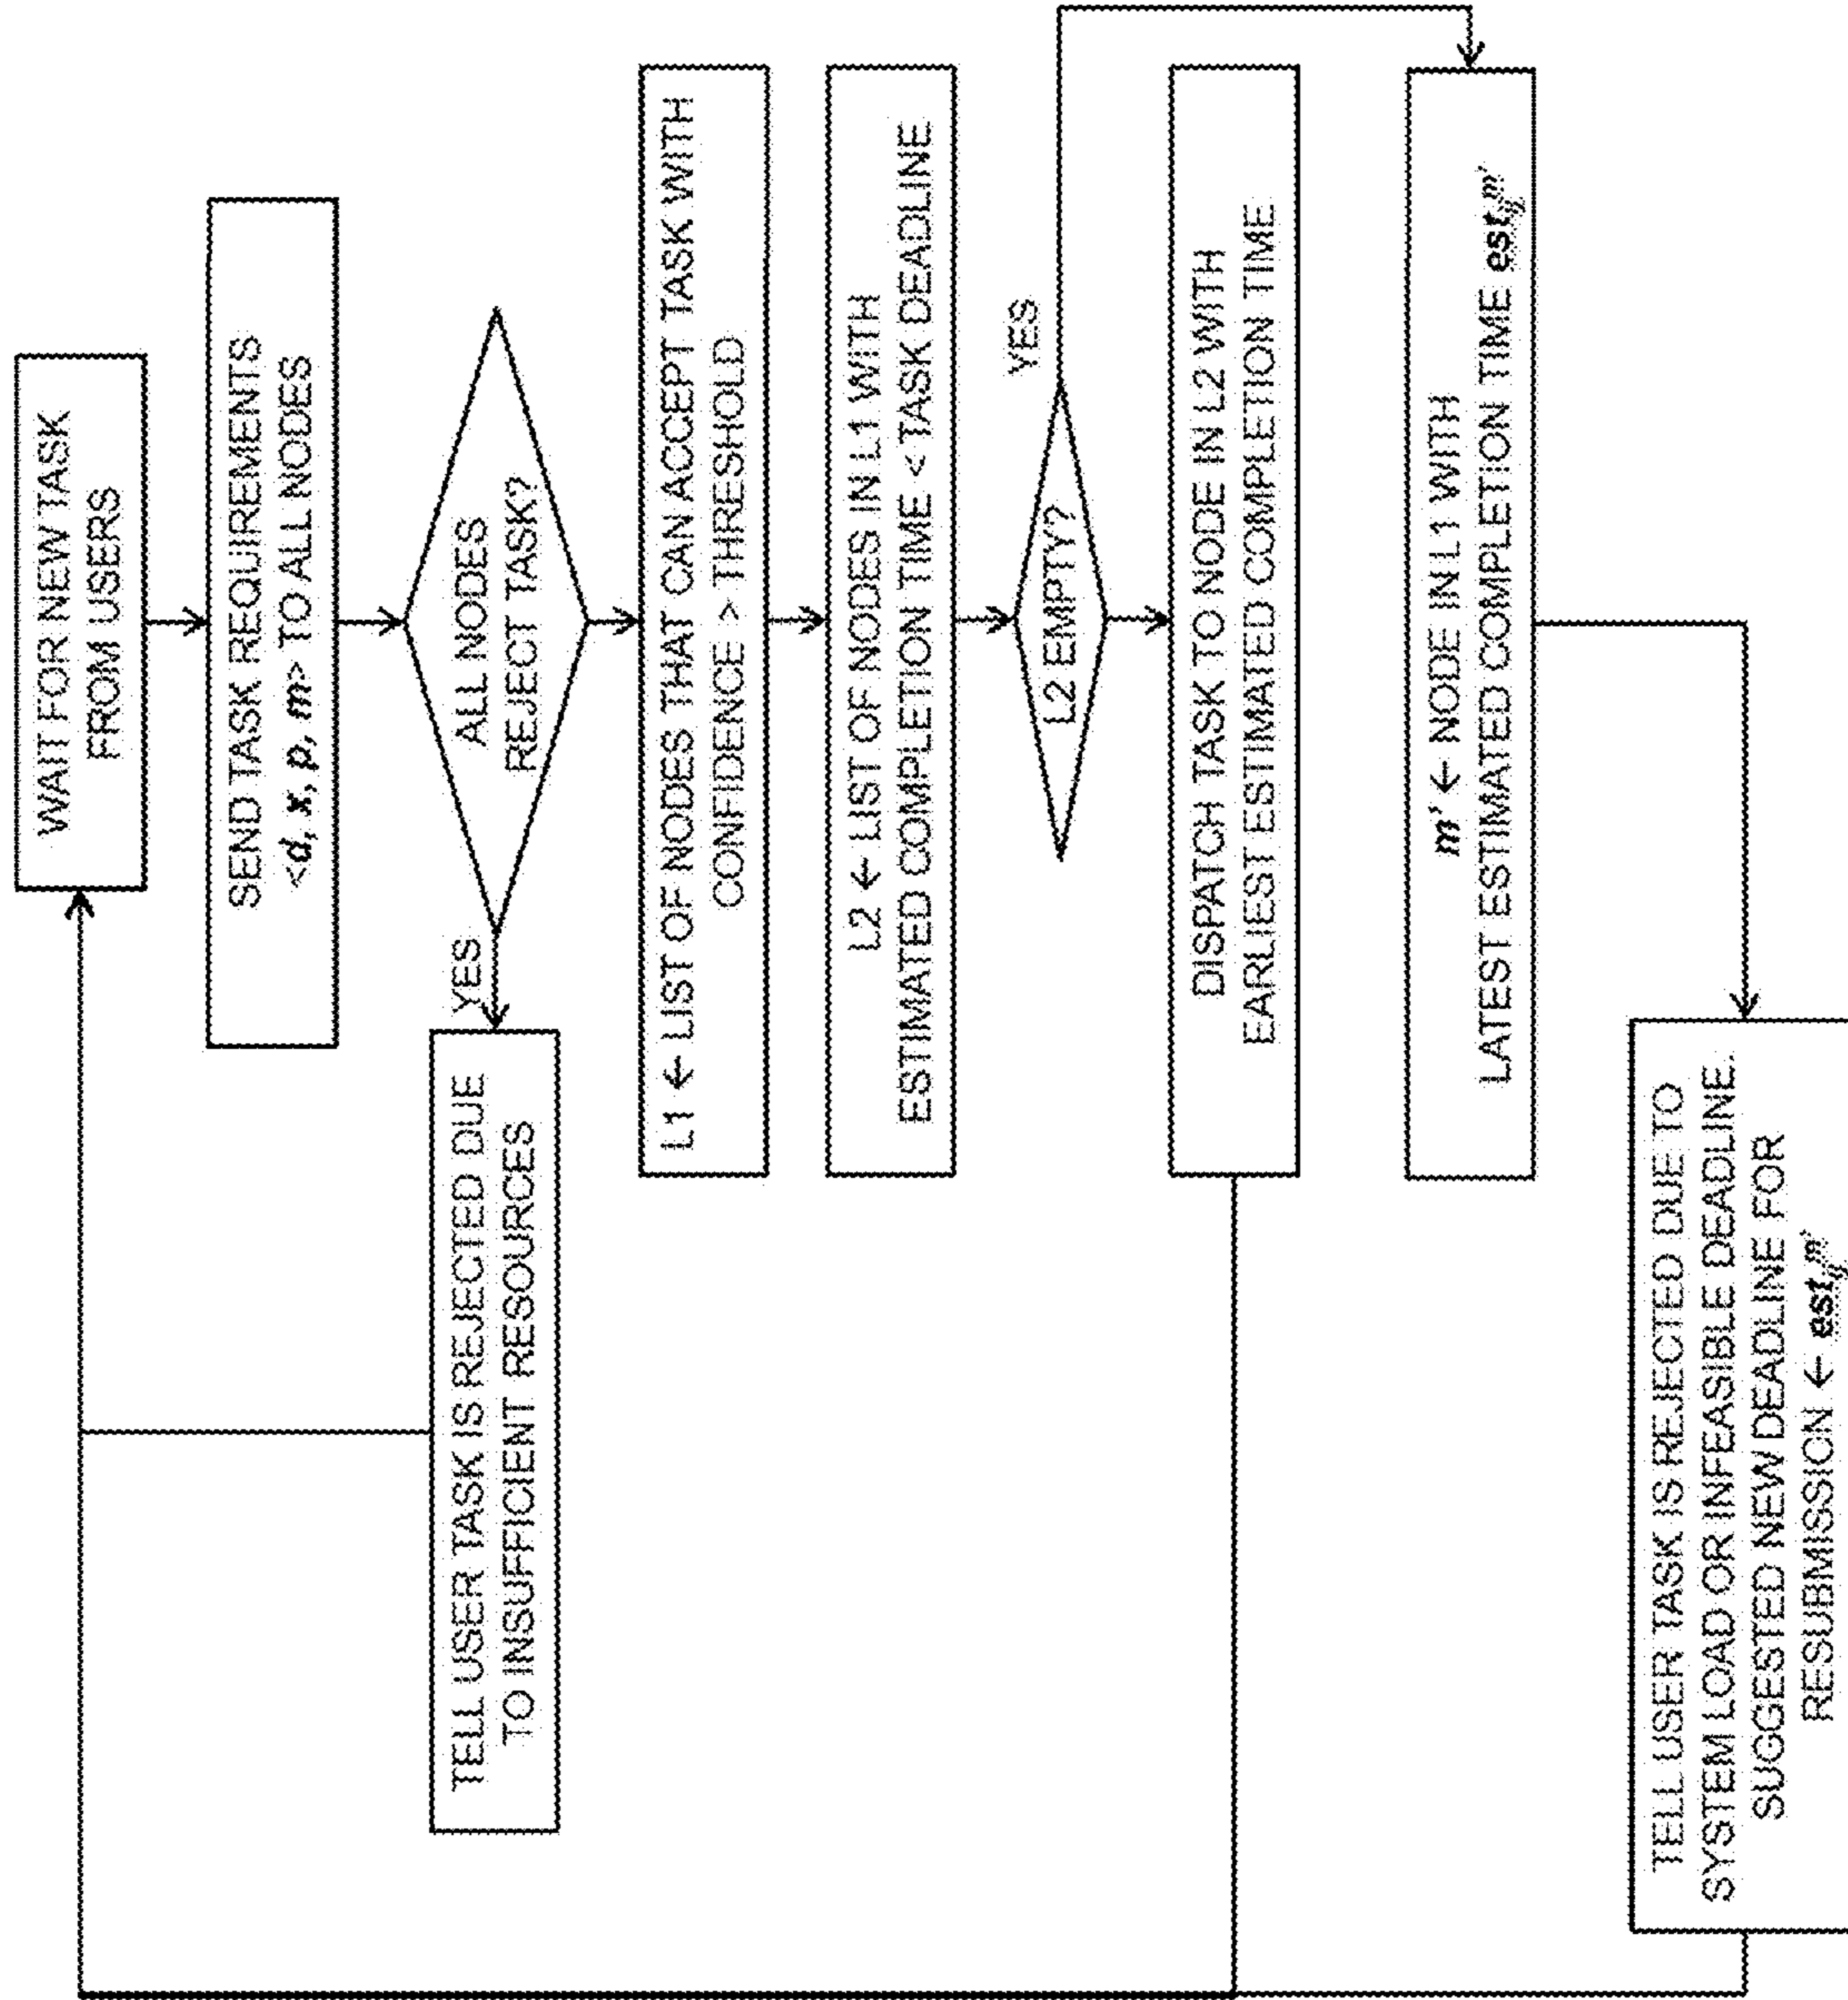 WAIT FOR NEW TASK
FROM USERS
SEND TASK REQUIREMENTS
<d, x, p, m> TO ALL NODES
ALL NODES
REJECT TASK?
YES
TELL USER TASK IS REJECTED DUE
TO INSUFFICIENT RESOURCES
L1 ← LIST OF NODES THAT CAN ACCEPT TASK WITH
CONFIDENCE > THRESHOLD
L2 ← LIST OF NODES IN L1 WITH
ESTIMATED COMPLETION TIME < TASK DEADLINE
L2 EMPTY?
YES
DISPATCH TASK TO NODE IN L2 WITH
EARLIEST ESTIMATED COMPLETION TIME
m' ← NODE IN L1 WITH
LATEST ESTIMATED COMPLETION TIME est_ij^m'
TELL USER TASK IS REJECTED DUE TO
SYSTEM LOAD OR INFEASIBLE DEADLINE.
SUGGESTED NEW DEADLINE FOR
RESUBMISSION ← est_ij^m'